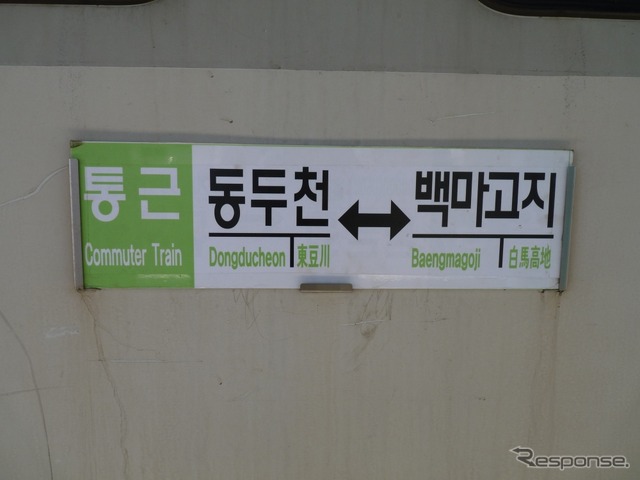 통근 동두천 ↔ 백마고지
Commuter Train Dongducheon 東豆川 Baengmagoji 白馬高地
Response.